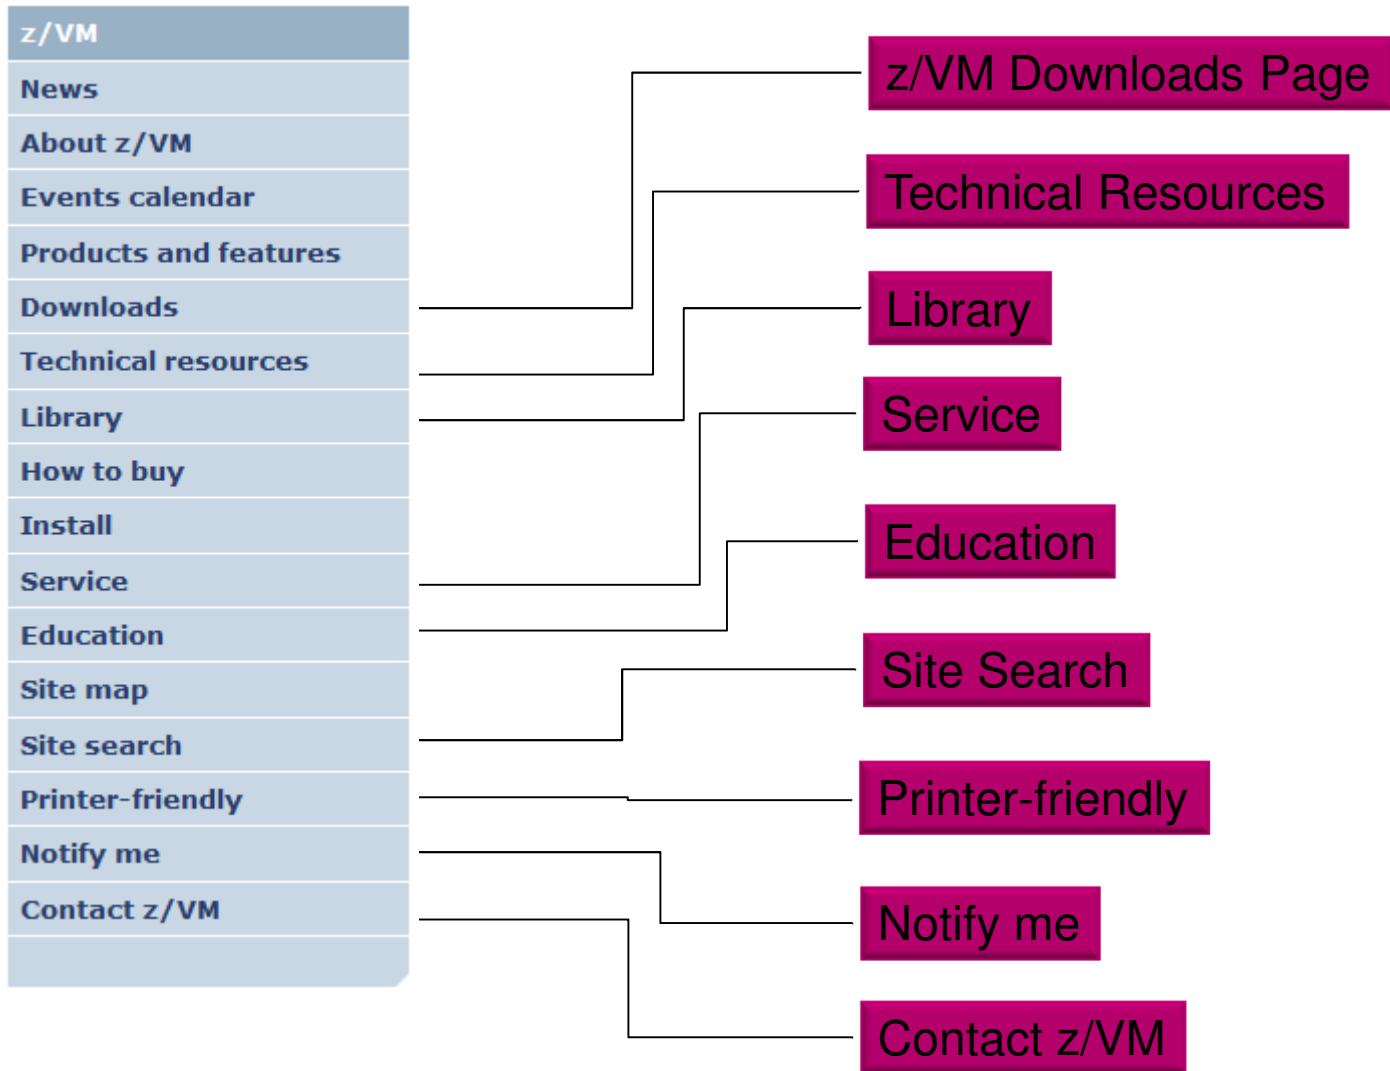 z/VM
News
About z/VM
Events calendar
Products and features
Downloads
Technical resources
Library
How to buy
Install
Service
Education
Site map
Site search
Printer-friendly
Notify me
Contact z/VM
z/VM Downloads Page
Technical Resources
Library
Service
Education
Site Search
Printer-friendly
Notify me
Contact z/VM